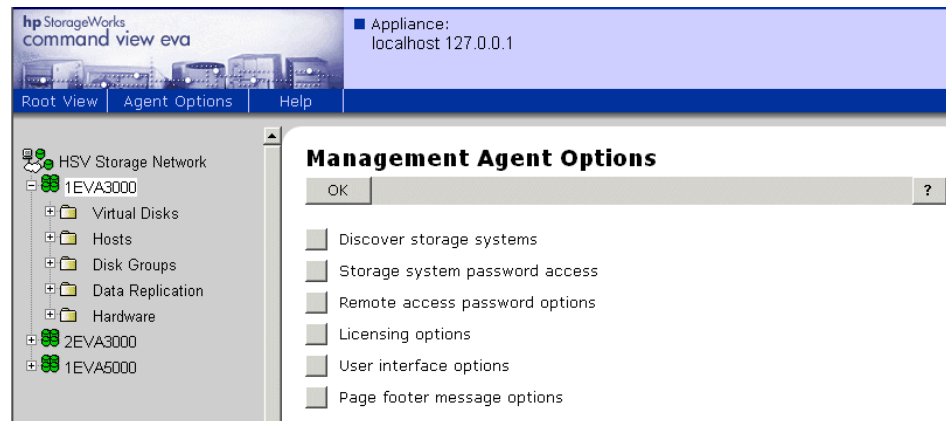 hp StorageWorks
command view eva
Appliance:
localhost 127.0.0.1
Root View
Agent Options
Help
HSV Storage Network
1EVA3000
Virtual Disks
Hosts
Disk Groups
Data Replication
Hardware
2EVA3000
1EVA5000
Management Agent Options
OK
?
Discover storage systems
Storage system password access
Remote access password options
Licensing options
User interface options
Page footer message options